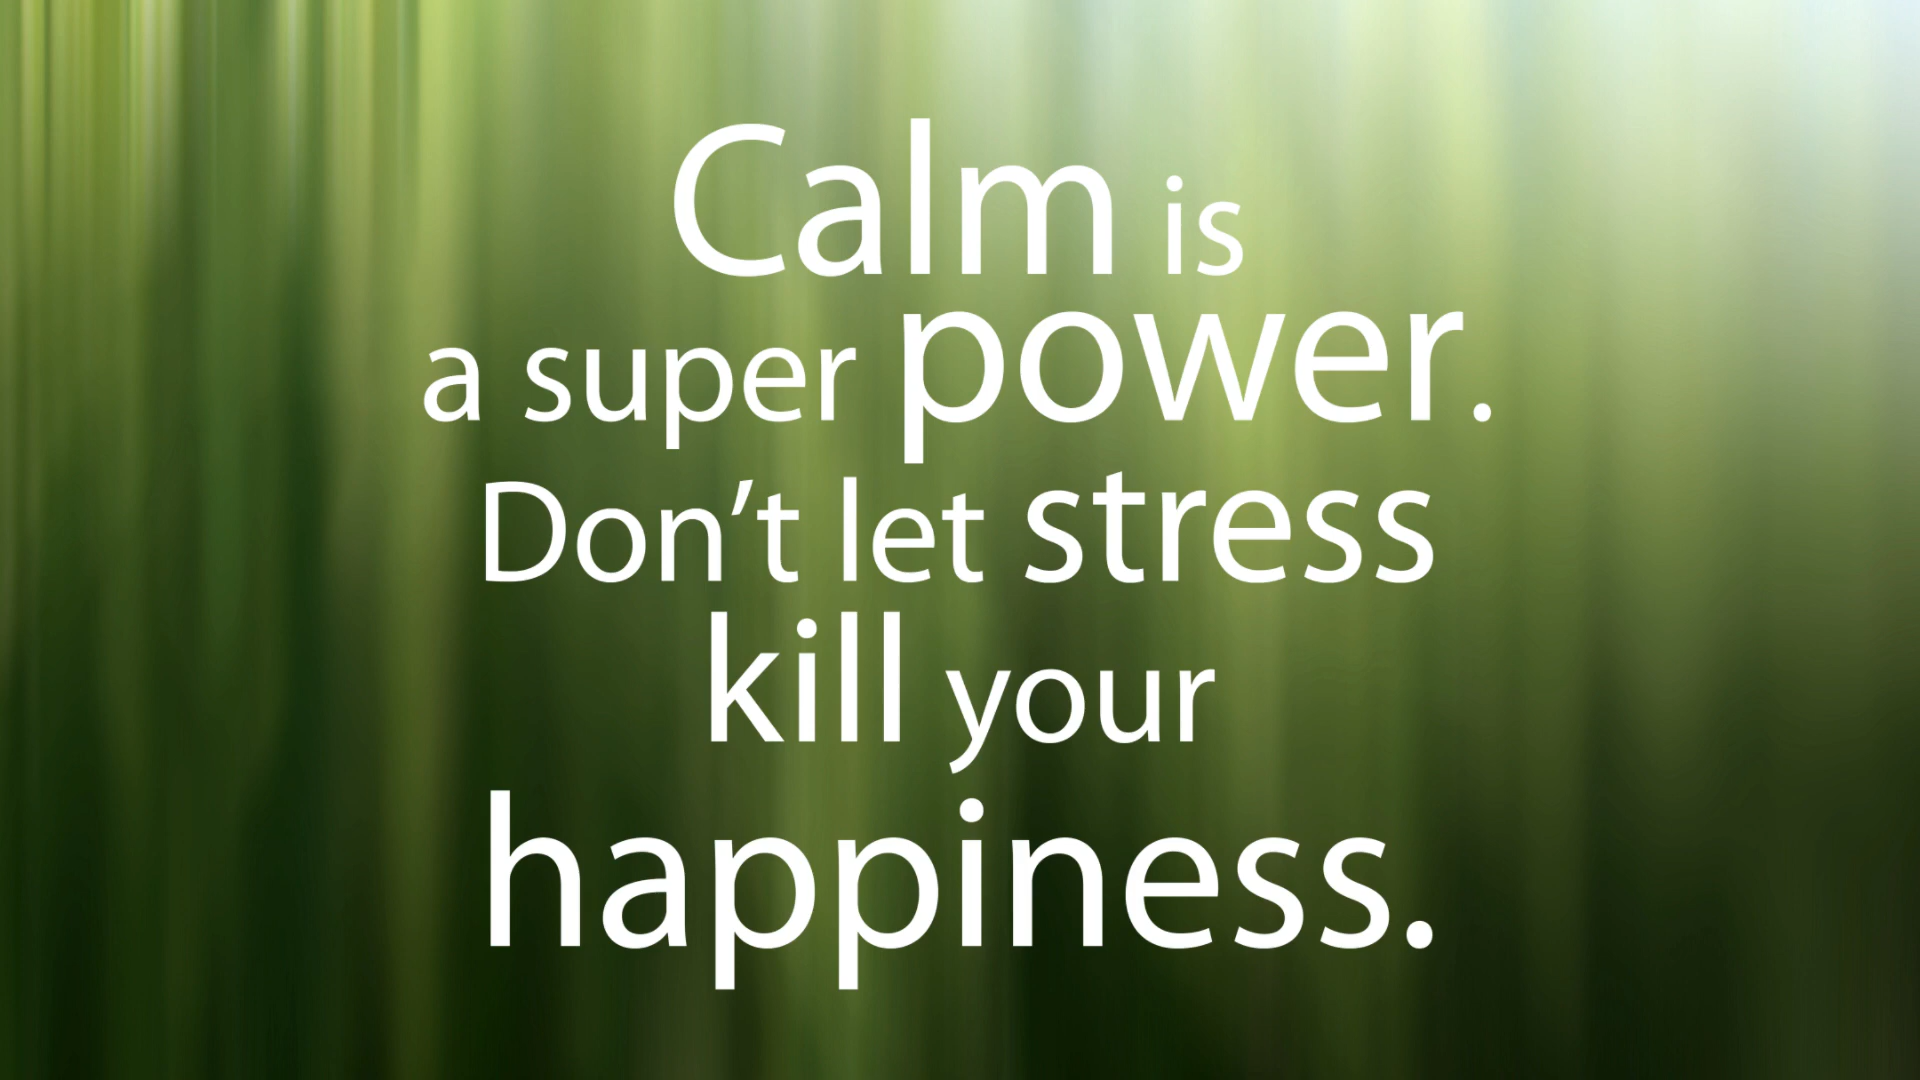 Calm is
a super power.
Don’t let stress
kill your
happiness.